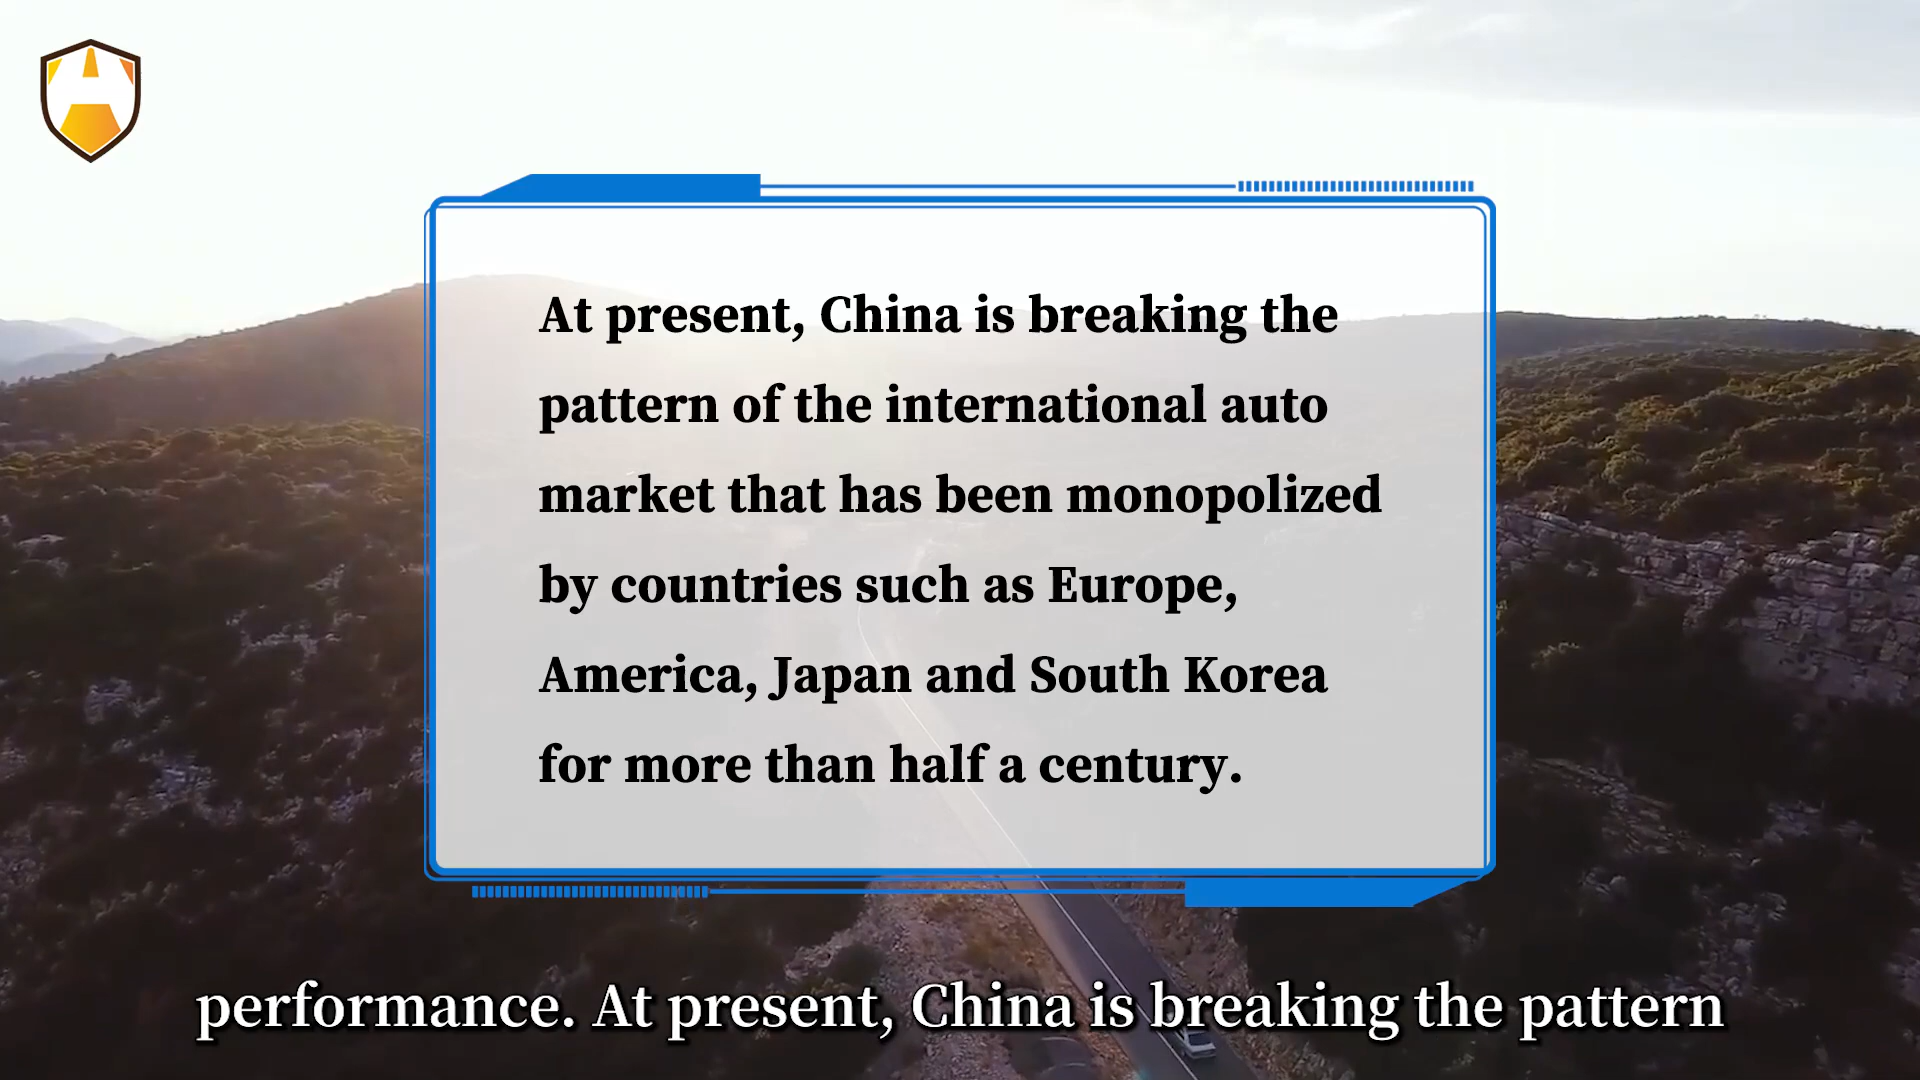 At present, China is breaking the
pattern of the international auto
market that has been monopolized
by countries such as Europe,
America, Japan and South Korea
for more than half a century.
performance. At present, China is breaking the pattern